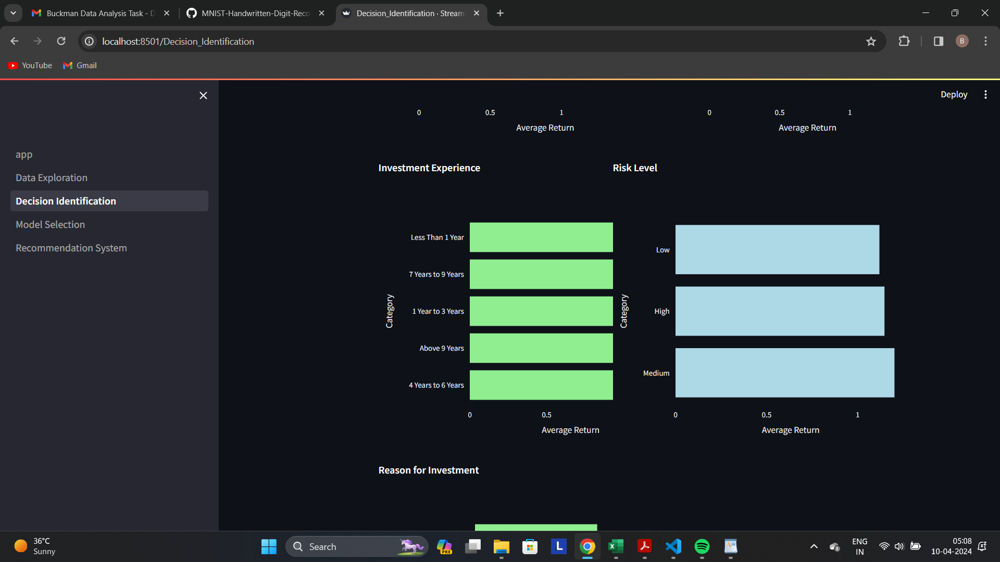 Buckman Data Analysis Task - D
MNIST-Handwritten-Digit-Reco
Decision_Identification · Stream
localhost:8501/Decision_Identification
B
YouTube
Gmail
Deploy
app
Data Exploration
Decision Identification
Model Selection
Recommendation System
0 0.5 1
Average Return
0 0.5 1
Average Return
Investment Experience
Category
Less Than 1 Year
7 Years to 9 Years
1 Year to 3 Years
Above 9 Years
4 Years to 6 Years
0 0.5
Average Return
Risk Level
Category
Low
High
Medium
0 0.5 1
Average Return
Reason for Investment
36°C
Sunny
Search
PRE
L
ENG
IN
05:08
10-04-2024